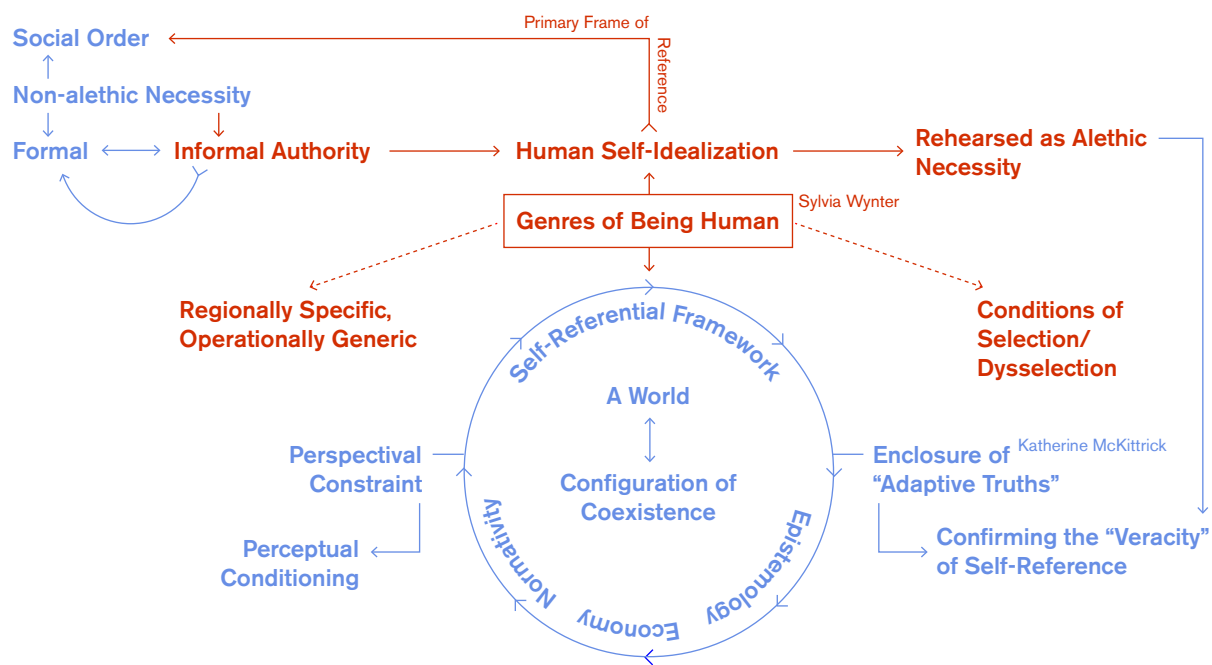 Primary Frame of
Reference
Social Order
Non-alethic Necessity
Formal
Informal Authority
Human Self-Idealization
Rehearsed as Alethic
Necessity
Genres of Being Human
Sylvia Wynter
Regionally Specific,
Operationally Generic
Conditions of
Selection/
Dysselection
Self-Referential Framework
A World
Configuration of
Coexistence
Perspectival
Constraint
Perceptual
Conditioning
Enclosure of
“Adaptive Truths”
Katherine McKittrick
Confirming the “Veracity”
of Self-Reference
Epistemology
Economy
Normativity